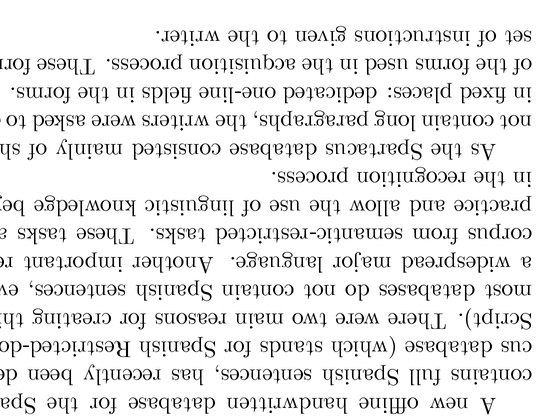 A new offline handwritten database for the Spa
contains full Spanish sentences, has recently been de
cus database (which stands for Spanish Restricted-do
Script). There were two main reasons for creating thi
most databases do not contain Spanish sentences, ev
a widespread major language. Another important re
corpus from semantic-restricted tasks. These tasks a
practice and allow the use of linguistic knowledge bey
in the recognition process.
As the Spartacus database consisted mainly of sh
not contain long paragraphs, the writers were asked to c
in fixed places: dedicated one-line fields in the forms.
of the forms used in the acquisition process. These forn
set of instructions given to the writer.